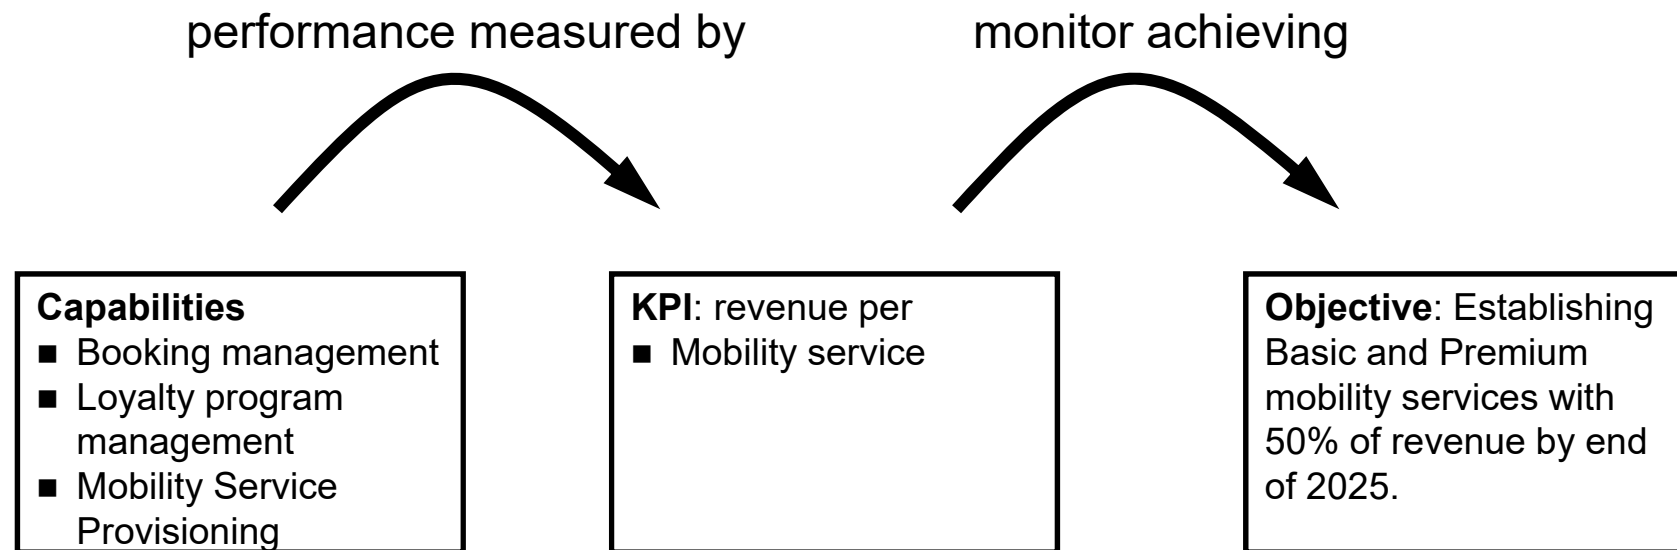 performance measured by
monitor achieving
Capabilities
■ Booking management
■ Loyalty program
management
■ Mobility Service
Provisioning
KPI: revenue per
■ Mobility service
Objective: Establishing
Basic and Premium
mobility services with
50% of revenue by end
of 2025.